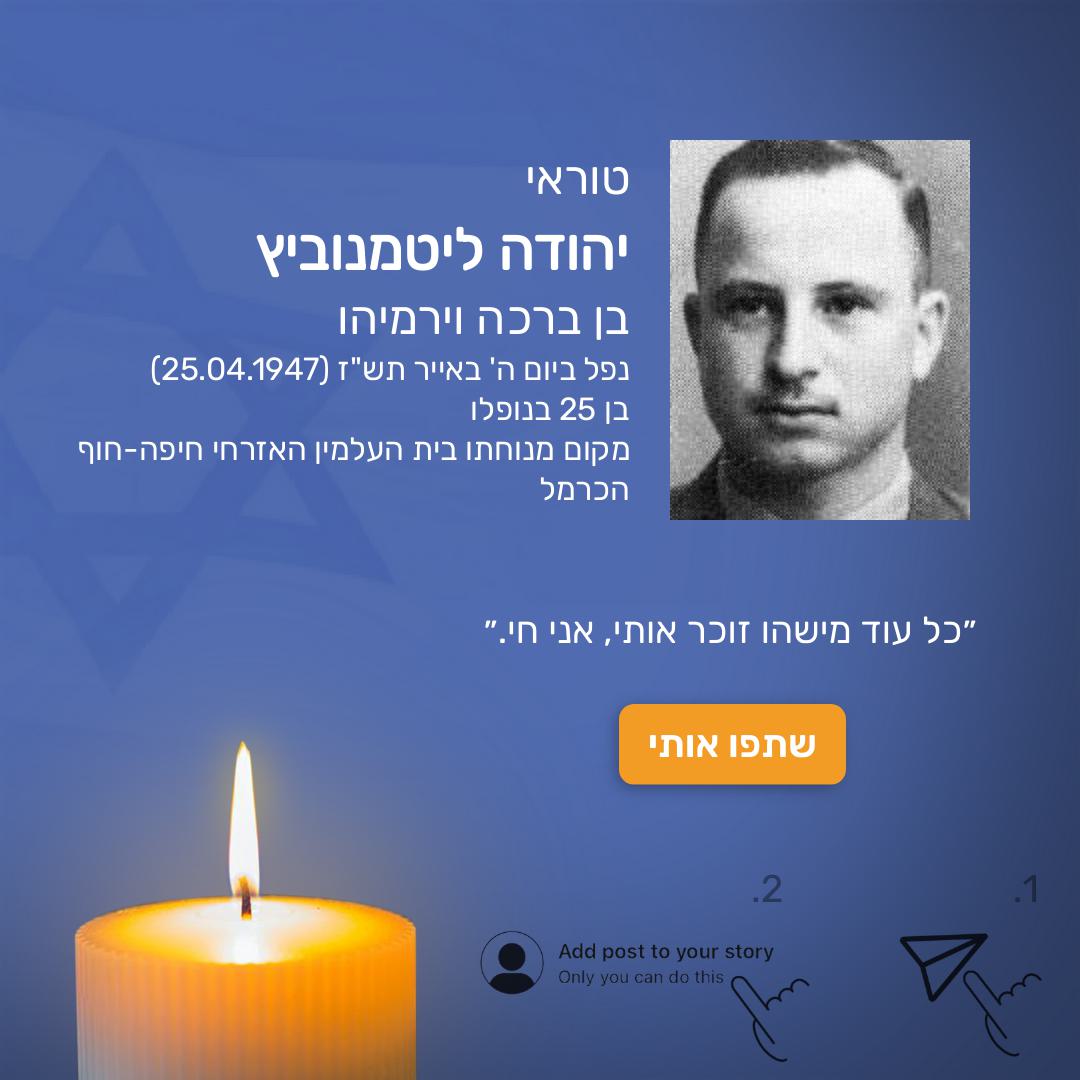 טוראי
יהודה ליטמנוביץ
בן ברכה וירמיהו
נפל ביום ה' באייר תש"ז (25.04.1947)
בן 25 בנופלו
מקום מנוחתו בית העלמין האזרחי חיפה-חוף
הכרמל
״כל עוד מישהו זוכר אותי, אני חי.״
שתפו אותי
.1
.2
Add post to your story
Only you can do this